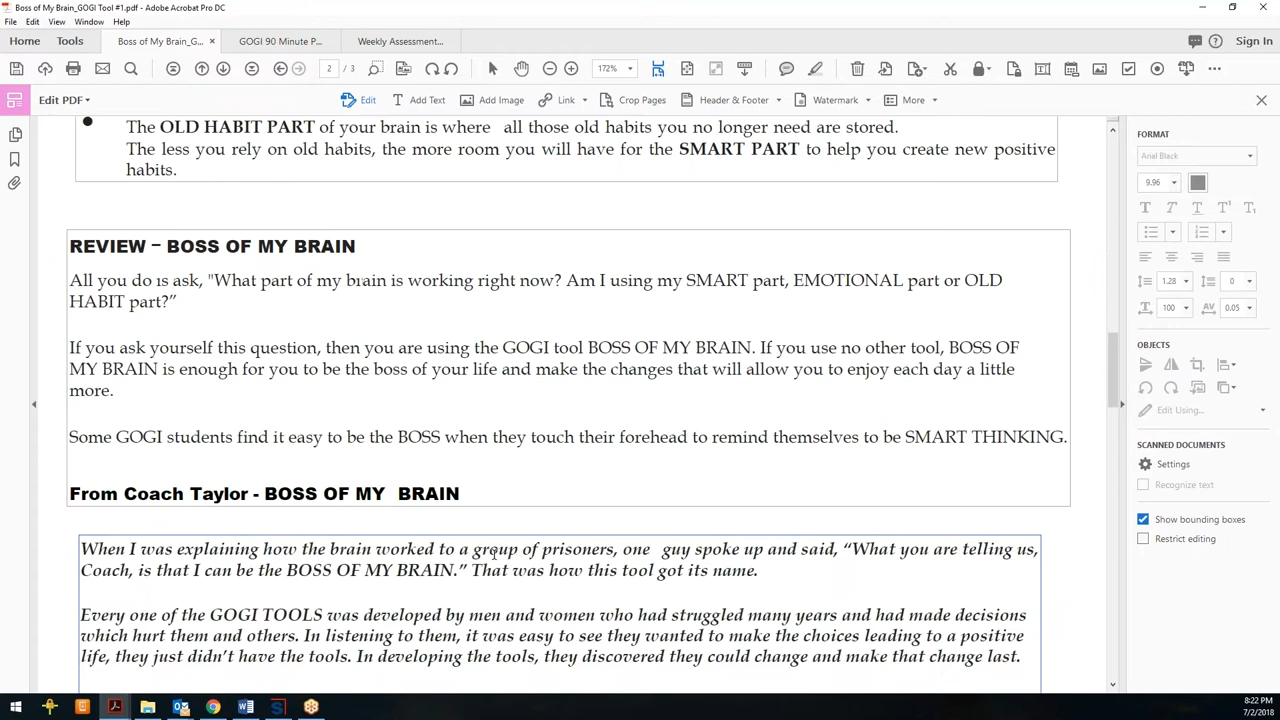 Boss of My Brain_GOGI Tool #1.pdf - Adobe Acrobat Pro DC
File Edit View Window Help
Home Tools Boss of My Brain_G... × GOGI 90 Minute P... Weekly Assessment... Sign In
2 / 3 172%
Edit PDF Edit Add Text Add Image Link Crop Pages Header & Footer Watermark More
The OLD HABIT PART of your brain is where all those old habits you no longer need are stored.
The less you rely on old habits, the more room you will have for the SMART PART to help you create new positive
habits.
REVIEW – BOSS OF MY BRAIN
All you do is ask, "What part of my brain is working right now? Am I using my SMART part, EMOTIONAL part or OLD
HABIT part?”
If you ask yourself this question, then you are using the GOGI tool BOSS OF MY BRAIN. If you use no other tool, BOSS OF
MY BRAIN is enough for you to be the boss of your life and make the changes that will allow you to enjoy each day a little
more.
Some GOGI students find it easy to be the BOSS when they touch their forehead to remind themselves to be SMART THINKING.
From Coach Taylor - BOSS OF MY BRAIN
When I was explaining how the brain worked to a group of prisoners, one guy spoke up and said, “What you are telling us,
Coach, is that I can be the BOSS OF MY BRAIN.” That was how this tool got its name.
Every one of the GOGI TOOLS was developed by men and women who had struggled many years and had made decisions
which hurt them and others. In listening to them, it was easy to see they wanted to make the choices leading to a positive
life, they just didn’t have the tools. In developing the tools, they discovered they could change and make that change last.
FORMAT
Arial Black
9.96
T T T T¹ T₁
1.28 0
100 AV 0.05
OBJECTS
Edit Using...
SCANNED DOCUMENTS
Settings
Recognize text
Show bounding boxes
Restrict editing
8:22 PM
7/2/2018